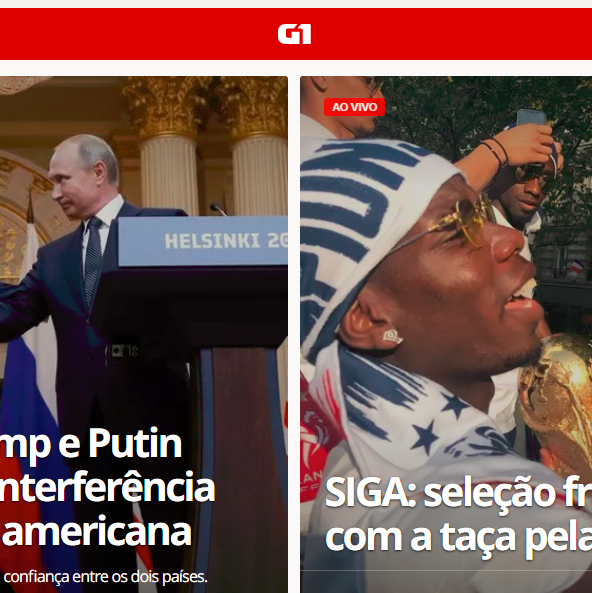 G1
HELSINKI 20
mp e Putin
nterferência
americana
confiança entre os dois países.
AO VIVO
SIGA: seleção fr
com a taça pela